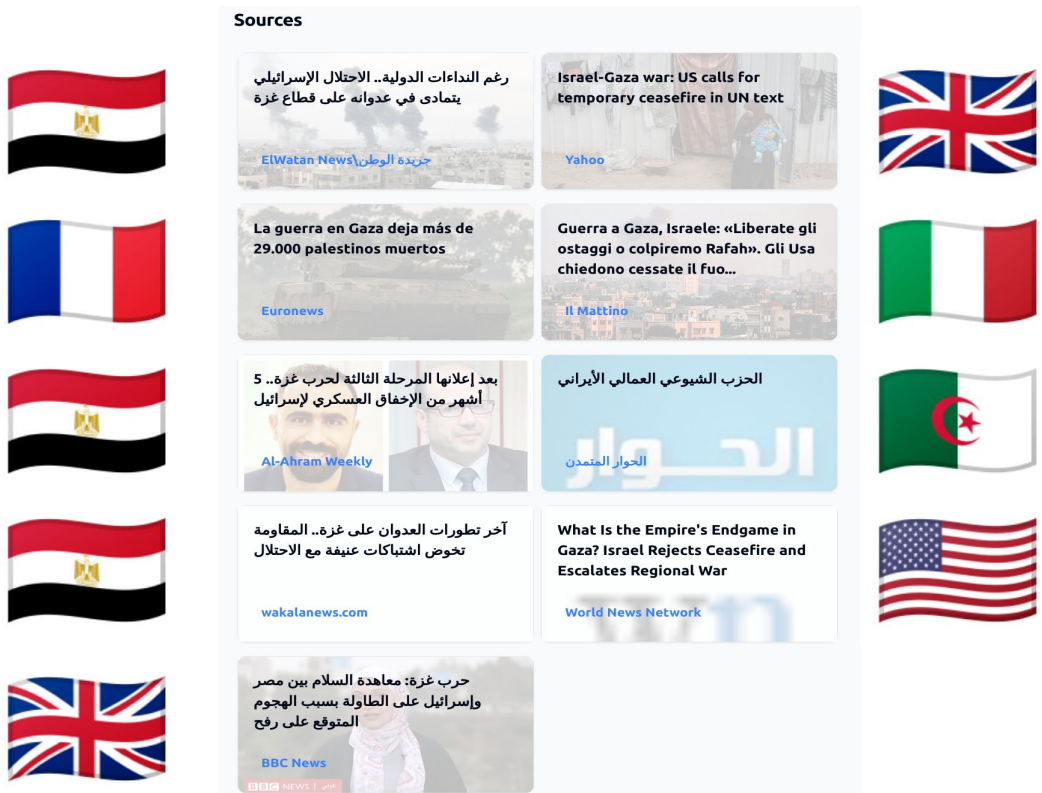 Sources
رغم النداءات الدولية.. الاحتلال الإسرائيلي
يتمادى في عدوانه على قطاع غزة
ElWatan News\جريدة الوطن
Israel-Gaza war: US calls for
temporary ceasefire in UN text
Yahoo
La guerra en Gaza deja más de
29.000 palestinos muertos
Euronews
Guerra a Gaza, Israele: «Liberate gli
ostaggi o colpiremo Rafah». Gli Usa
chiedono cessate il fuo...
Il Mattino
بعد إعلانها المرحلة الثالثة لحرب غزة.. 5
أشهر من الإخفاق العسكري لإسرائيل
Al-Ahram Weekly
الحزب الشيوعي العمالي الأيراني
الحوار
الحوار المتمدن
آخر تطورات العدوان على غزة.. المقاومة
تخوض اشتباكات عنيفة مع الاحتلال
wakalanews.com
What Is the Empire's Endgame in
Gaza? Israel Rejects Ceasefire and
Escalates Regional War
World News Network
wn
حرب غزة: معاهدة السلام بين مصر
وإسرائيل على الطاولة بسبب الهجوم
المتوقع على رفح
BBC News
BBC NEWS | عربي